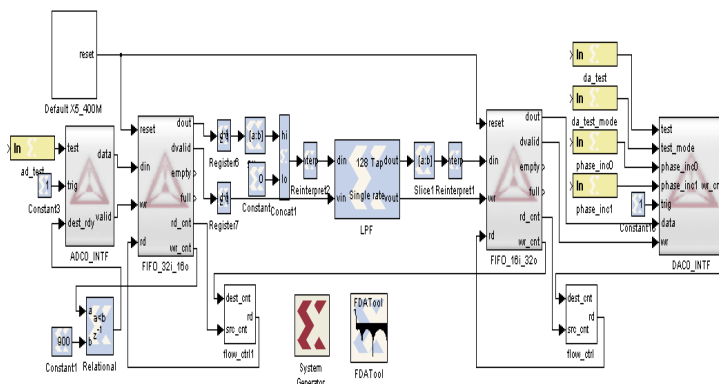 reset
Default X5_400M
In
ad_test
1
Constant3
test
trig
dest_rdy
data
valid
ADC0_INTF
reset
din
wr
rd
dout
dvalid
empty
full
rd_cnt
wr_cnt
FIFO_32i_16o
Register6
Register7
[a:b]
0
Constant
hi
lo
Concat1
Reinterpret2
din
vin
128 Tap
Single rate
dout
vout
LPF
[a:b]
Slice1
Reinterpret1
reset
din
wr
rd
dout
dvalid
empty
full
rd_cnt
wr_cnt
FIFO_16i_32o
In
da_test
In
da_test_mode
In
phase_inc0
In
phase_inc1
1
test
test_mode
phase_inc0
phase_inc1
trig
data
wr
wr_cnt
DAC0_INTF
900
Constant1
a
b
a<b
z-1
Relational
dest_cnt
src_cnt
rd
flow_ctrl1
System
Generator
FDATool
FDATool
dest_cnt
src_cnt
rd
flow_ctrl